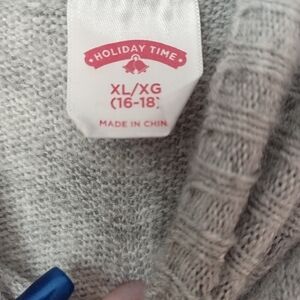 HOLIDAY TIME
XL/XG
(16-18)
MADE IN CHIN